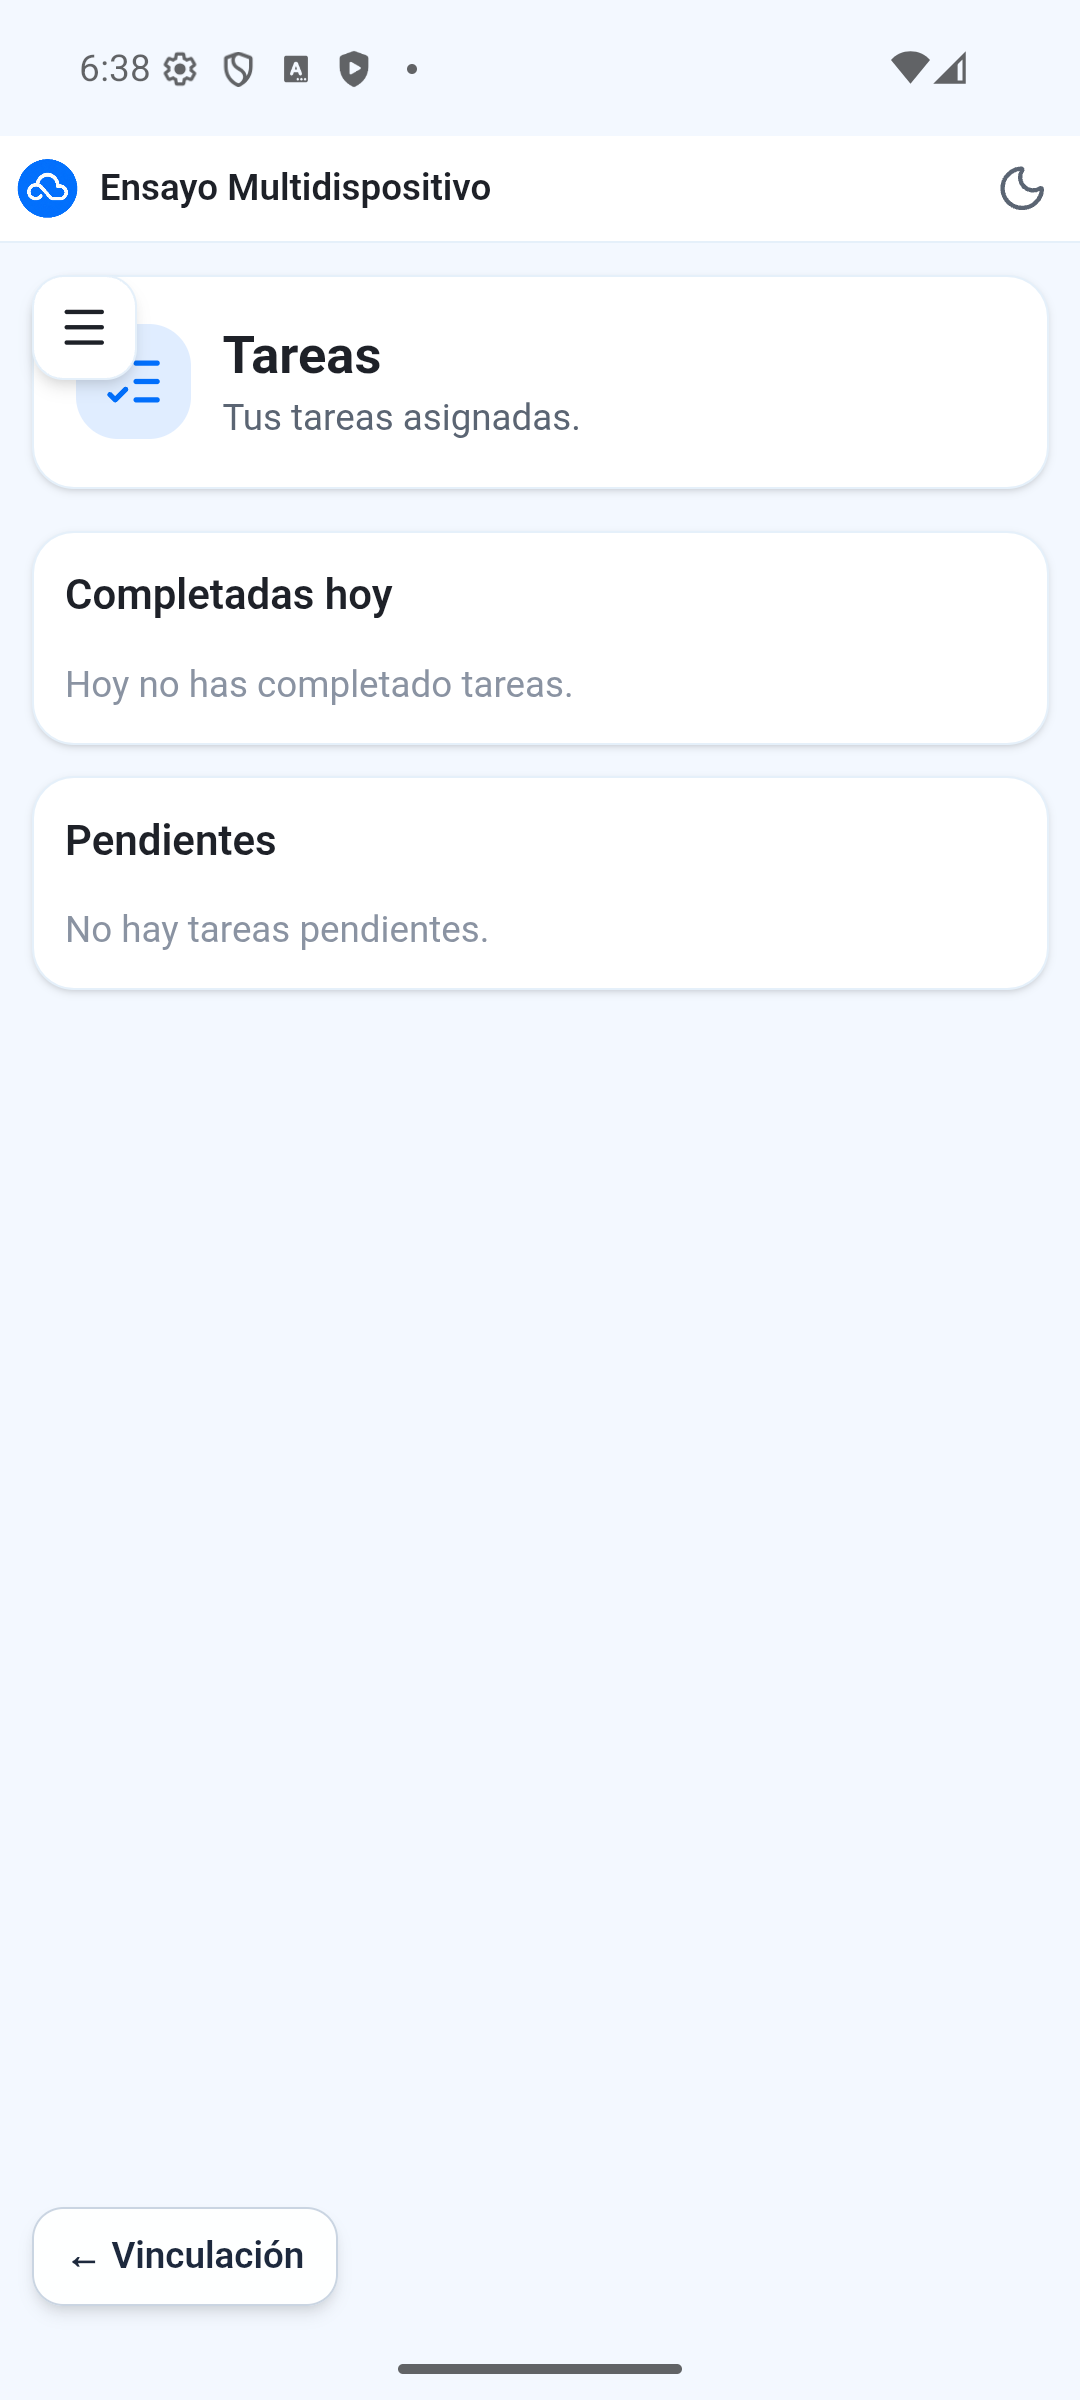 6:38
Ensayo Multidispositivo
Tareas
Tus tareas asignadas.
Completadas hoy
Hoy no has completado tareas.
Pendientes
No hay tareas pendientes.
← Vinculación